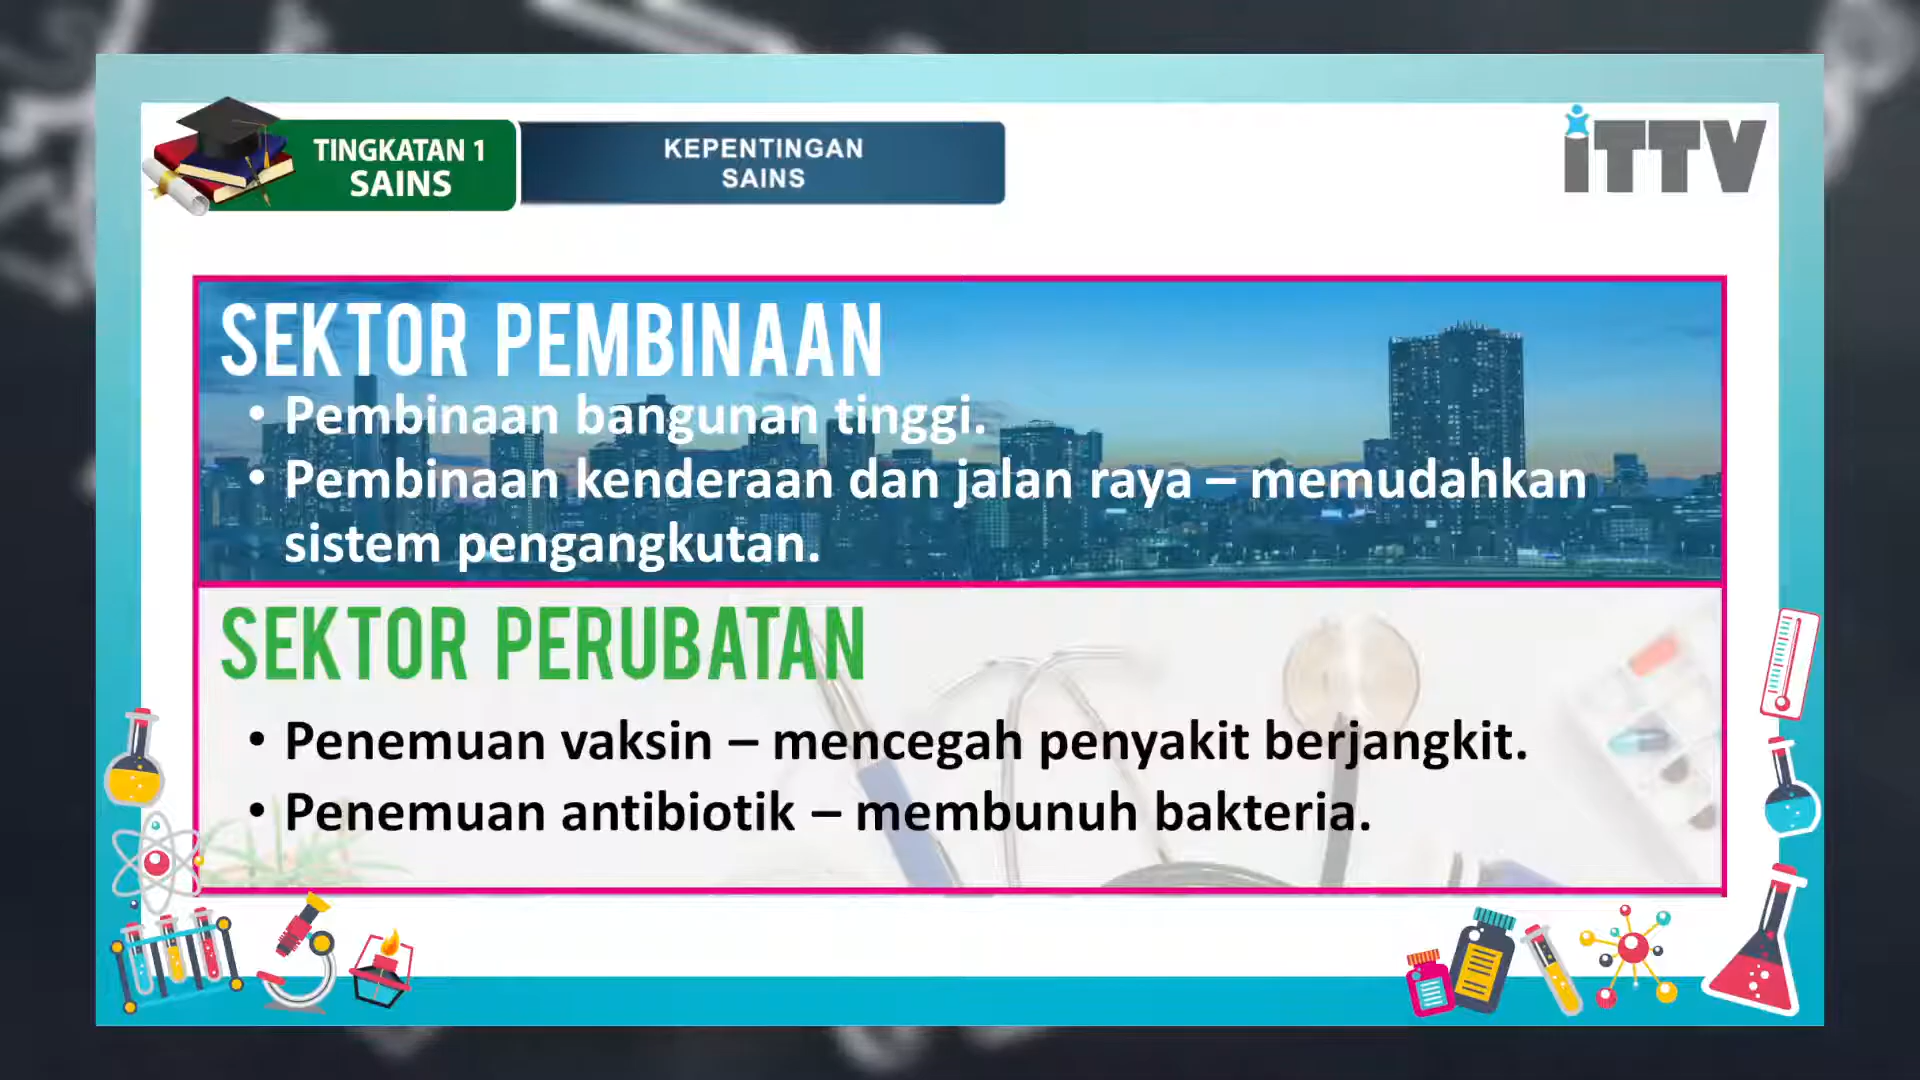 TINGKATAN 1
SAINS
KEPENTINGAN
SAINS
iTTV
SEKTOR PEMBINAAN
• Pembinaan bangunan tinggi.
• Pembinaan kenderaan dan jalan raya – memudahkan
sistem pengangkutan.
SEKTOR PERUBATAN
• Penemuan vaksin – mencegah penyakit berjangkit.
• Penemuan antibiotik – membunuh bakteria.